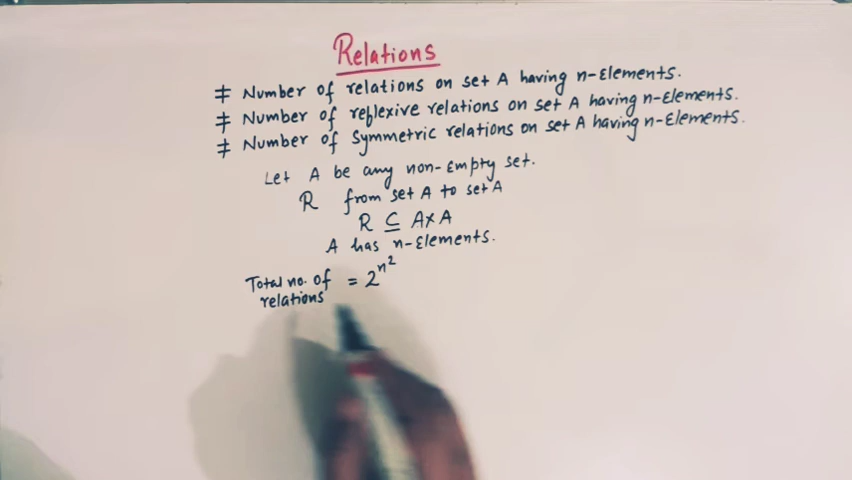 Relations
# Number of relations on set A having n-Elements.
# Number of reflexive relations on set A having n-Elements.
# Number of Symmetric relations on set A having n-Elements.
Let A be any non-Empty set.
R from set A to set A
R ⊆ A×A
A has n-Elements.
Total no. of relations = 2^{n^2}